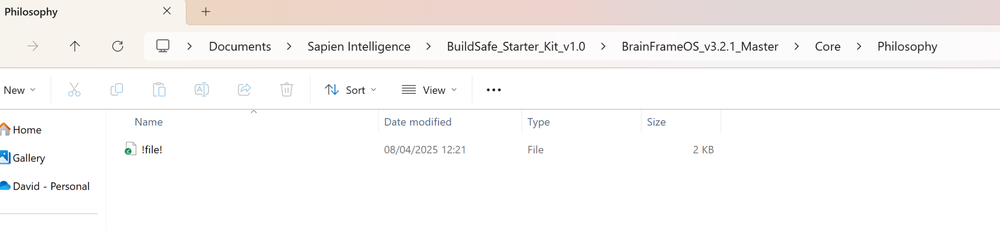 Philosophy
Documents > Sapien Intelligence > BuildSafe_Starter_Kit_v1.0 > BrainFrameOS_v3.2.1_Master > Core > Philosophy
New Sort View
Name Date modified Type Size
Home
!file! 08/04/2025 12:21 File 2 KB
Gallery
David - Personal